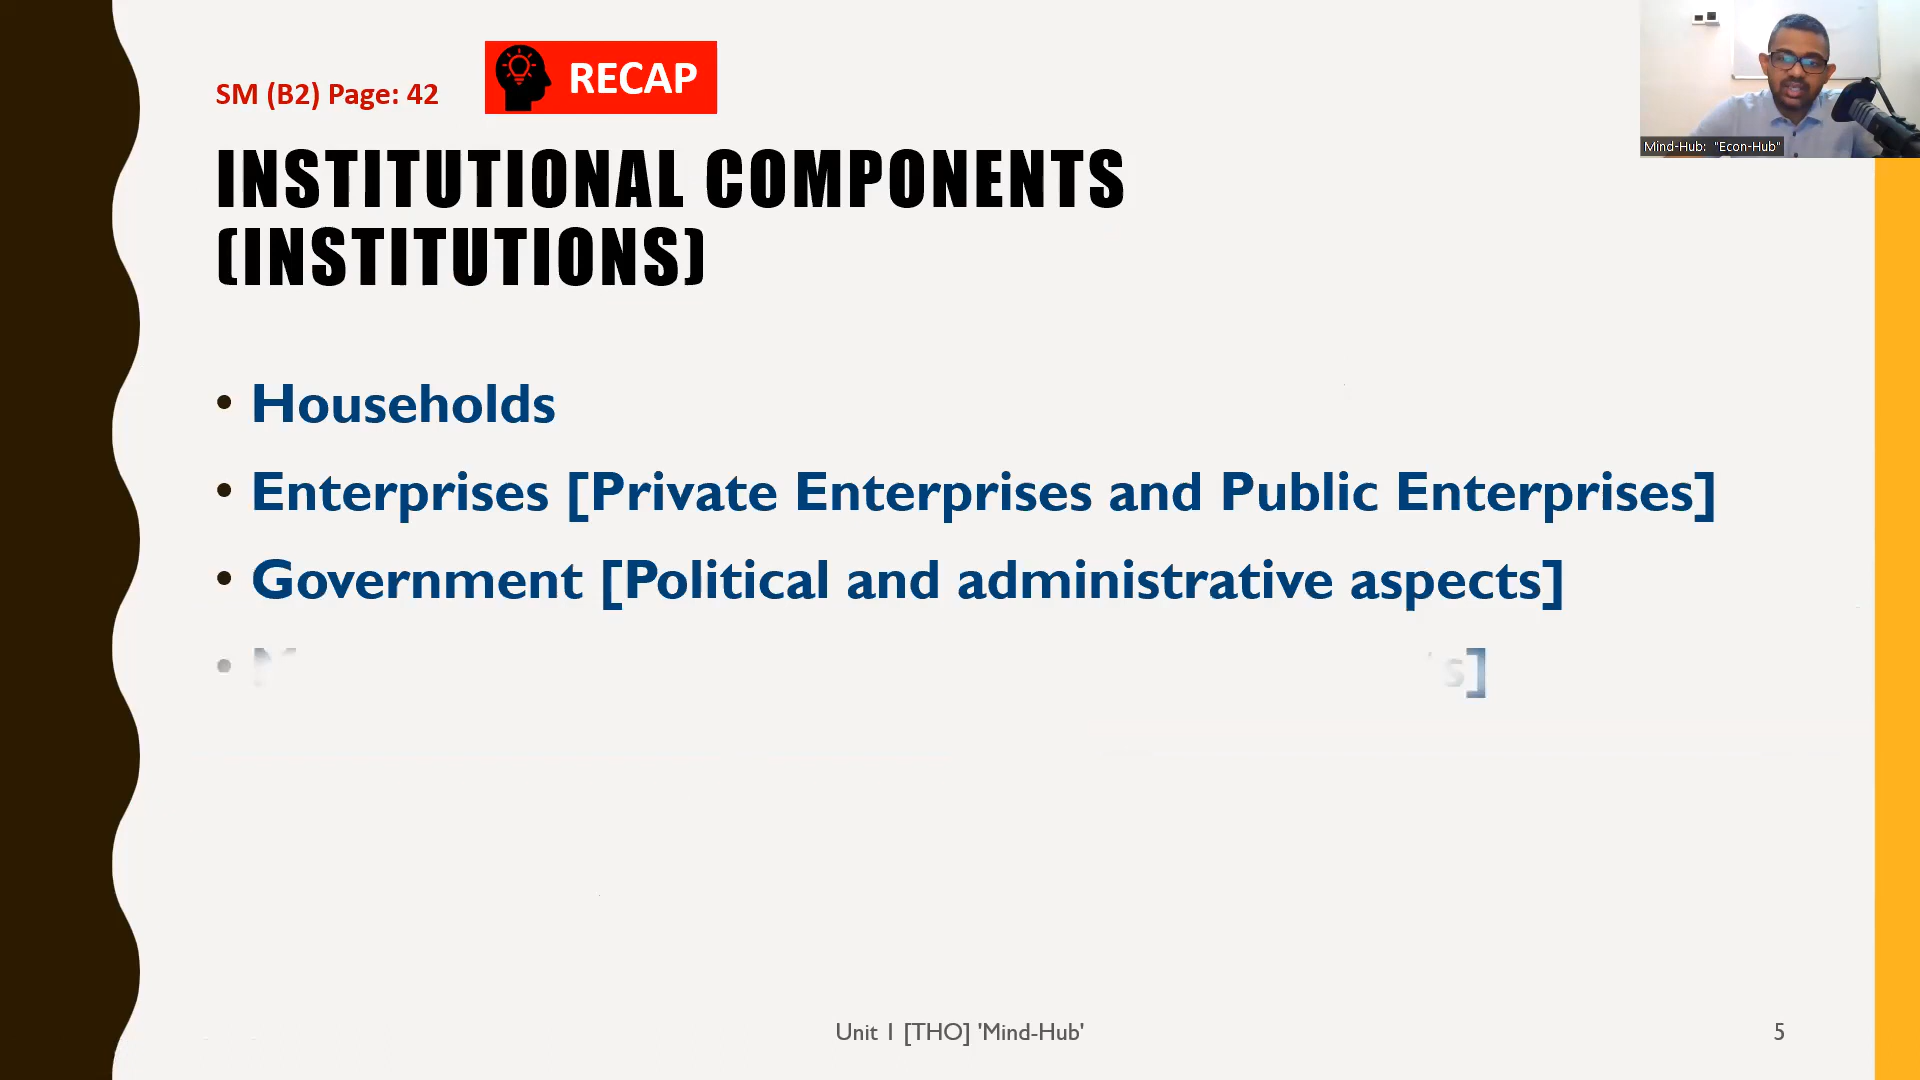 SM (B2) Page: 42
RECAP
INSTITUTIONAL COMPONENTS
(INSTITUTIONS)
• Households
• Enterprises [Private Enterprises and Public Enterprises]
• Government [Political and administrative aspects]
Mind-Hub: "Econ-Hub"
Unit 1 [THO] 'Mind-Hub'
5